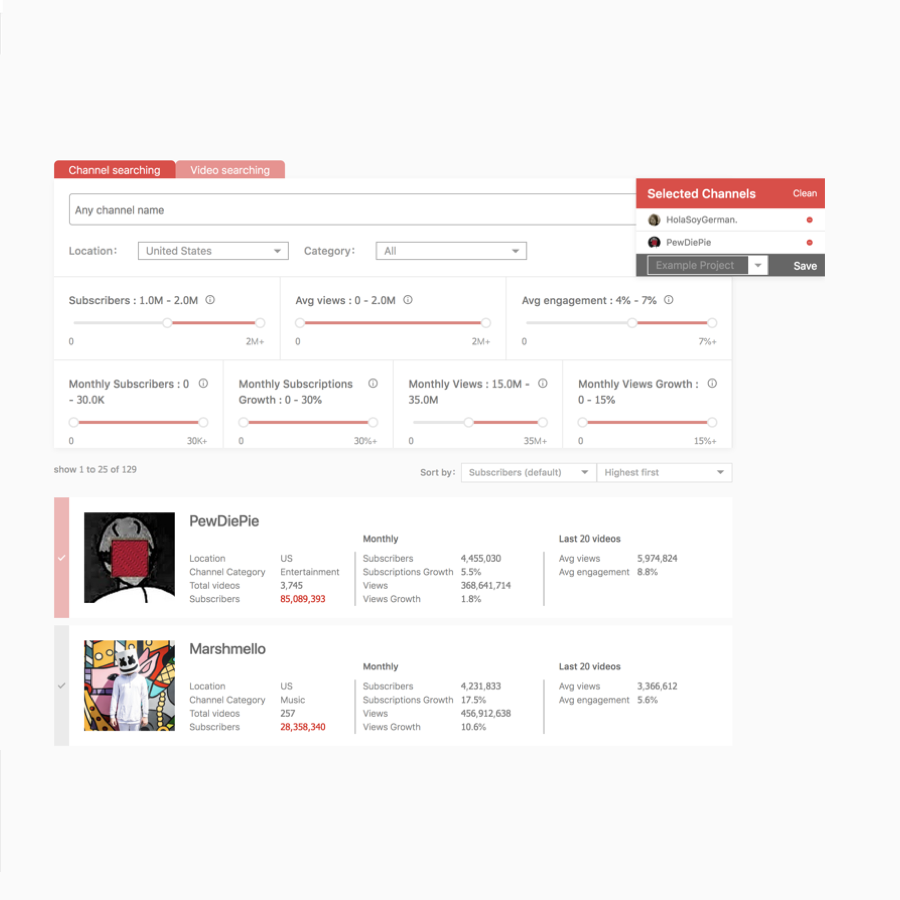 Channel searching Video searching
Any channel name
Selected Channels Clean
HolaSoyGerman.
PewDiePie
Example Project Save
Location: United States Category: All
Subscribers : 1.0M - 2.0M Avg views : 0 - 2.0M Avg engagement : 4% - 7%
0 2M+ 0 2M+ 0 7%+
Monthly Subscribers : 0
- 30.0K
Monthly Subscriptions
Growth : 0 - 30%
Monthly Views : 15.0M -
35.0M
Monthly Views Growth :
0 - 15%
0 30K+ 0 30%+ 0 35M+ 0 15%+
show 1 to 25 of 129
Sort by: Subscribers (default) Highest first
PewDiePie
Location US
Channel Category Entertainment
Total videos 3,745
Subscribers 85,089,393
Monthly
Subscribers 4,455,030
Subscriptions Growth 5.5%
Views 368,641,714
Views Growth 1.8%
Last 20 videos
Avg views 5,974,824
Avg engagement 8.8%
Marshmello
Location US
Channel Category Music
Total videos 257
Subscribers 28,358,340
Monthly
Subscribers 4,231,833
Subscriptions Growth 17.5%
Views 456,912,638
Views Growth 10.6%
Last 20 videos
Avg views 3,366,612
Avg engagement 5.6%